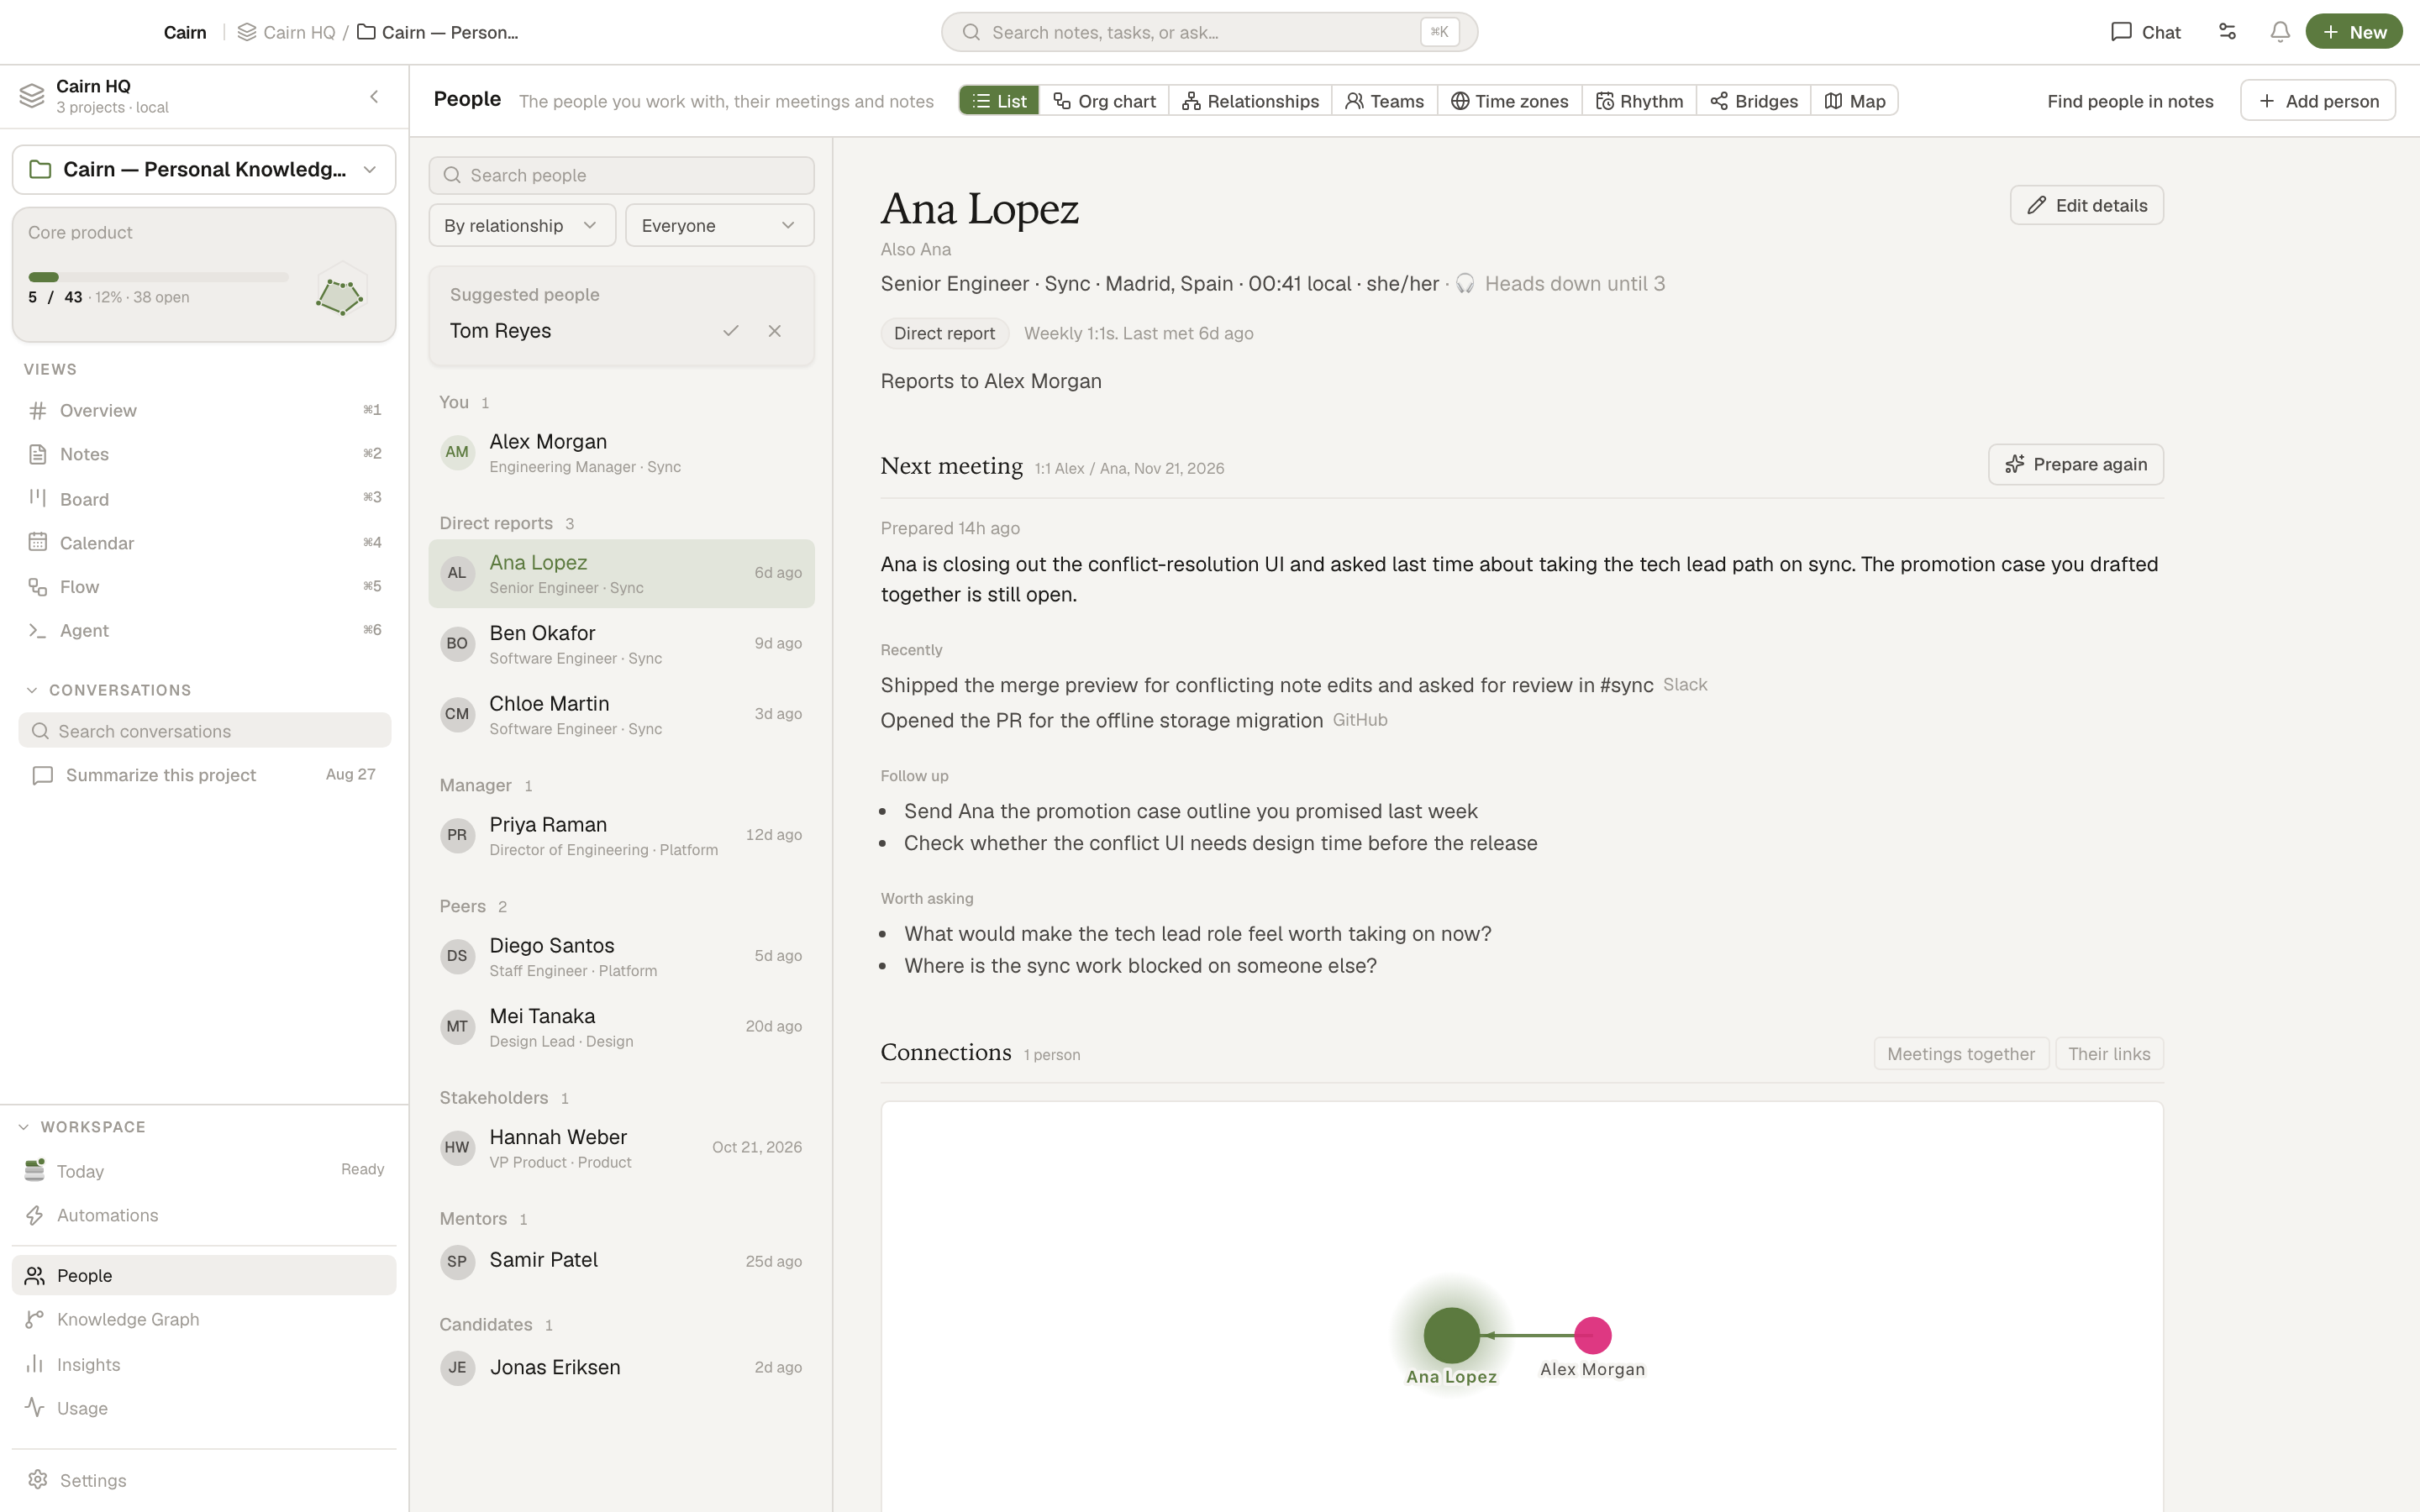 Cairn
Cairn HQ / Cairn — Person...
Search notes, tasks, or ask...
⌘K
Chat
New
Cairn HQ
3 projects · local
Cairn — Personal Knowledg...
Core product
5 / 43 · 12% · 38 open
VIEWS
Overview ⌘1
Notes ⌘2
Board ⌘3
Calendar ⌘4
Flow ⌘5
Agent ⌘6
CONVERSATIONS
Search conversations
Summarize this project Aug 27
WORKSPACE
Today Ready
Automations
People
Knowledge Graph
Insights
Usage
Settings
People The people you work with, their meetings and notes
List Org chart Relationships Teams Time zones Rhythm Bridges Map
Find people in notes
Add person
Search people
By relationship
Everyone
Suggested people
Tom Reyes
You 1
AM Alex Morgan
Engineering Manager · Sync
Direct reports 3
AL Ana Lopez 6d ago
Senior Engineer · Sync
BO Ben Okafor 9d ago
Software Engineer · Sync
CM Chloe Martin 3d ago
Software Engineer · Sync
Manager 1
PR Priya Raman 12d ago
Director of Engineering · Platform
Peers 2
DS Diego Santos 5d ago
Staff Engineer · Platform
MT Mei Tanaka 20d ago
Design Lead · Design
Stakeholders 1
HW Hannah Weber Oct 21, 2026
VP Product · Product
Mentors 1
SP Samir Patel 25d ago
Candidates 1
JE Jonas Eriksen 2d ago
Ana Lopez
Edit details
Also Ana
Senior Engineer · Sync · Madrid, Spain · 00:41 local · she/her · Heads down until 3
Direct report Weekly 1:1s. Last met 6d ago
Reports to Alex Morgan
Next meeting 1:1 Alex / Ana, Nov 21, 2026
Prepare again
Prepared 14h ago
Ana is closing out the conflict-resolution UI and asked last time about taking the tech lead path on sync. The promotion case you drafted
together is still open.
Recently
Shipped the merge preview for conflicting note edits and asked for review in #sync Slack
Opened the PR for the offline storage migration GitHub
Follow up
• Send Ana the promotion case outline you promised last week
• Check whether the conflict UI needs design time before the release
Worth asking
• What would make the tech lead role feel worth taking on now?
• Where is the sync work blocked on someone else?
Connections 1 person
Meetings together
Their links
Ana Lopez
Alex Morgan